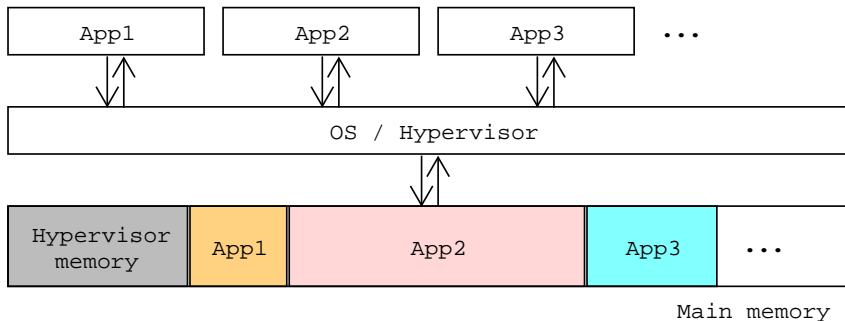 App1
App2
App3
...
OS / Hypervisor
Hypervisor
memory
App1
App2
App3
...
Main memory